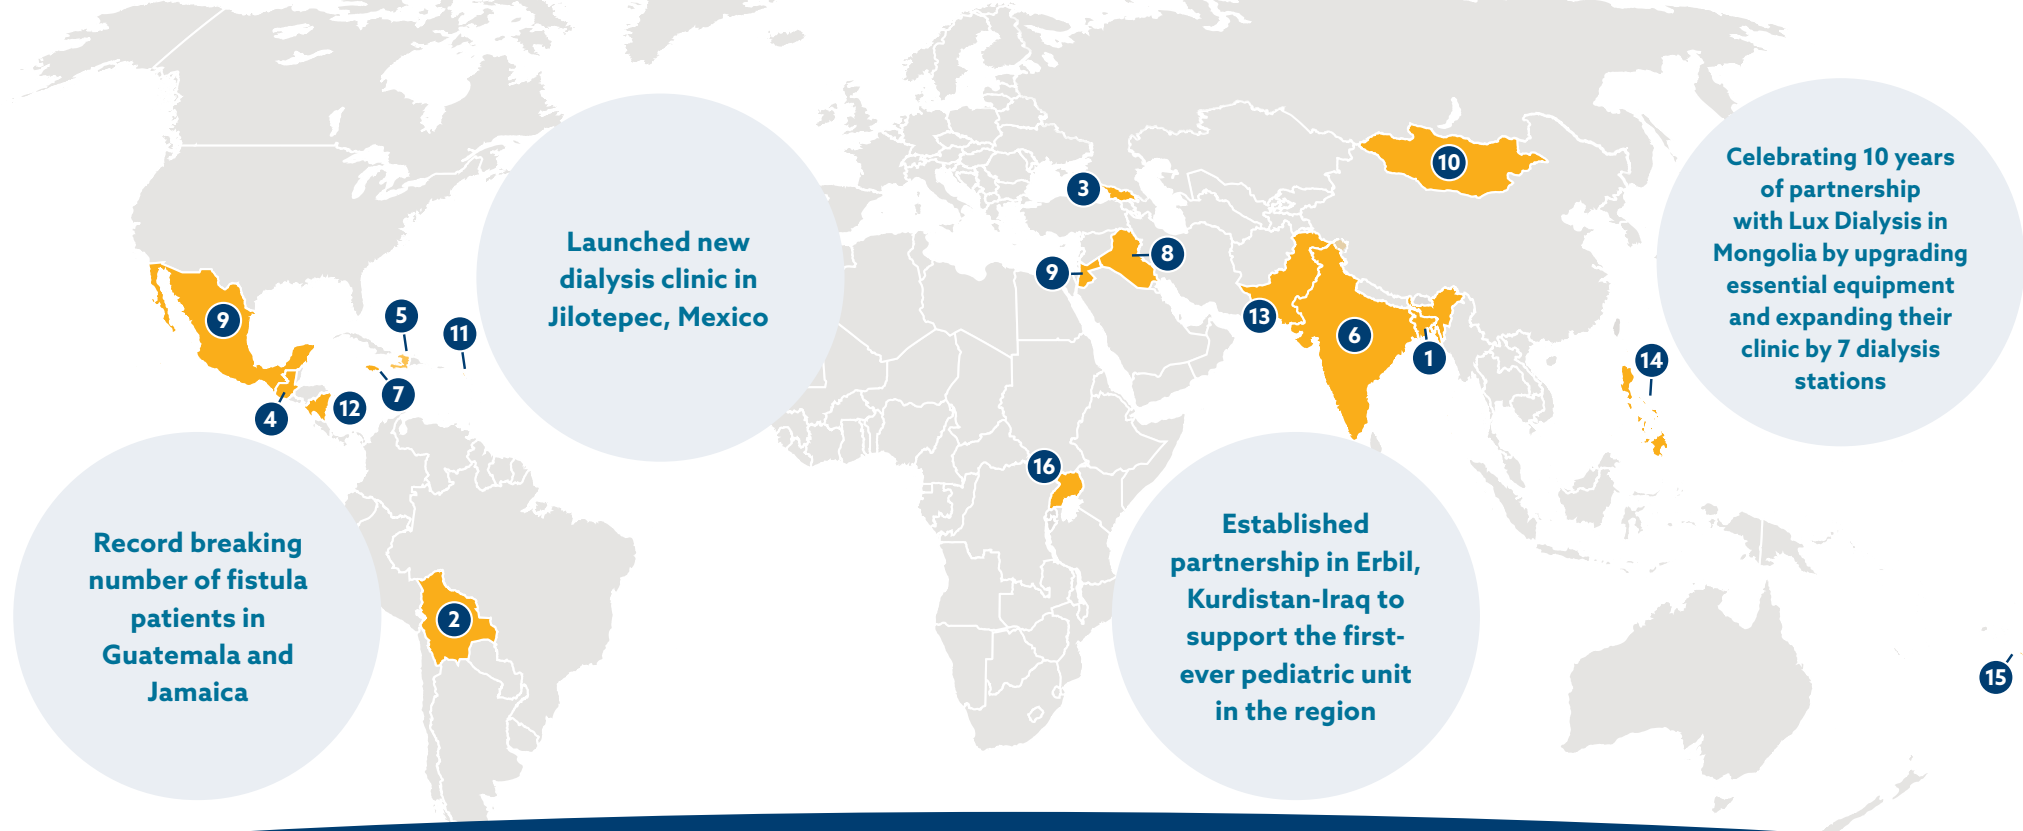 Launched new
dialysis clinic in
Jilotepec, Mexico
Celebrating 10 years
of partnership
with Lux Dialysis in
Mongolia by upgrading
essential equipment
and expanding their
clinic by 7 dialysis
stations
Record breaking
number of fistula
patients in
Guatemala and
Jamaica
Established
partnership in Erbil,
Kurdistan-Iraq to
support the first-
ever pediatric unit
in the region
10
3
8
9
9
5
11
13
6
1
14
7
12
4
16
2
15